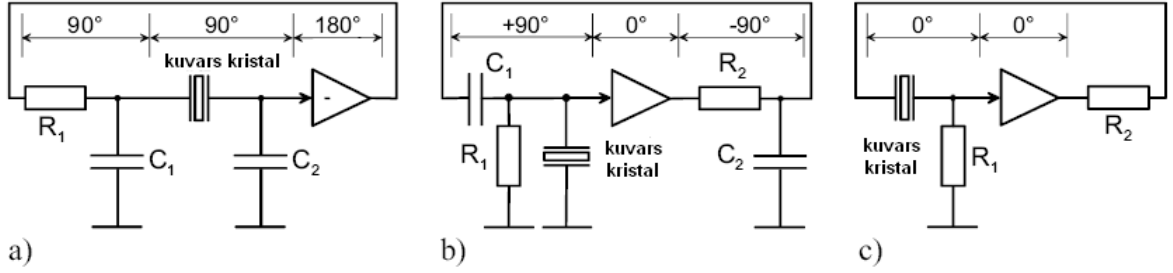 90°
90°
180°
kuvars kristal
R1
C1
C2
-
a)
+90°
0°
-90°
C1
R1
kuvars
kristal
R2
C2
b)
0°
0°
kuvars
kristal
R1
R2
c)